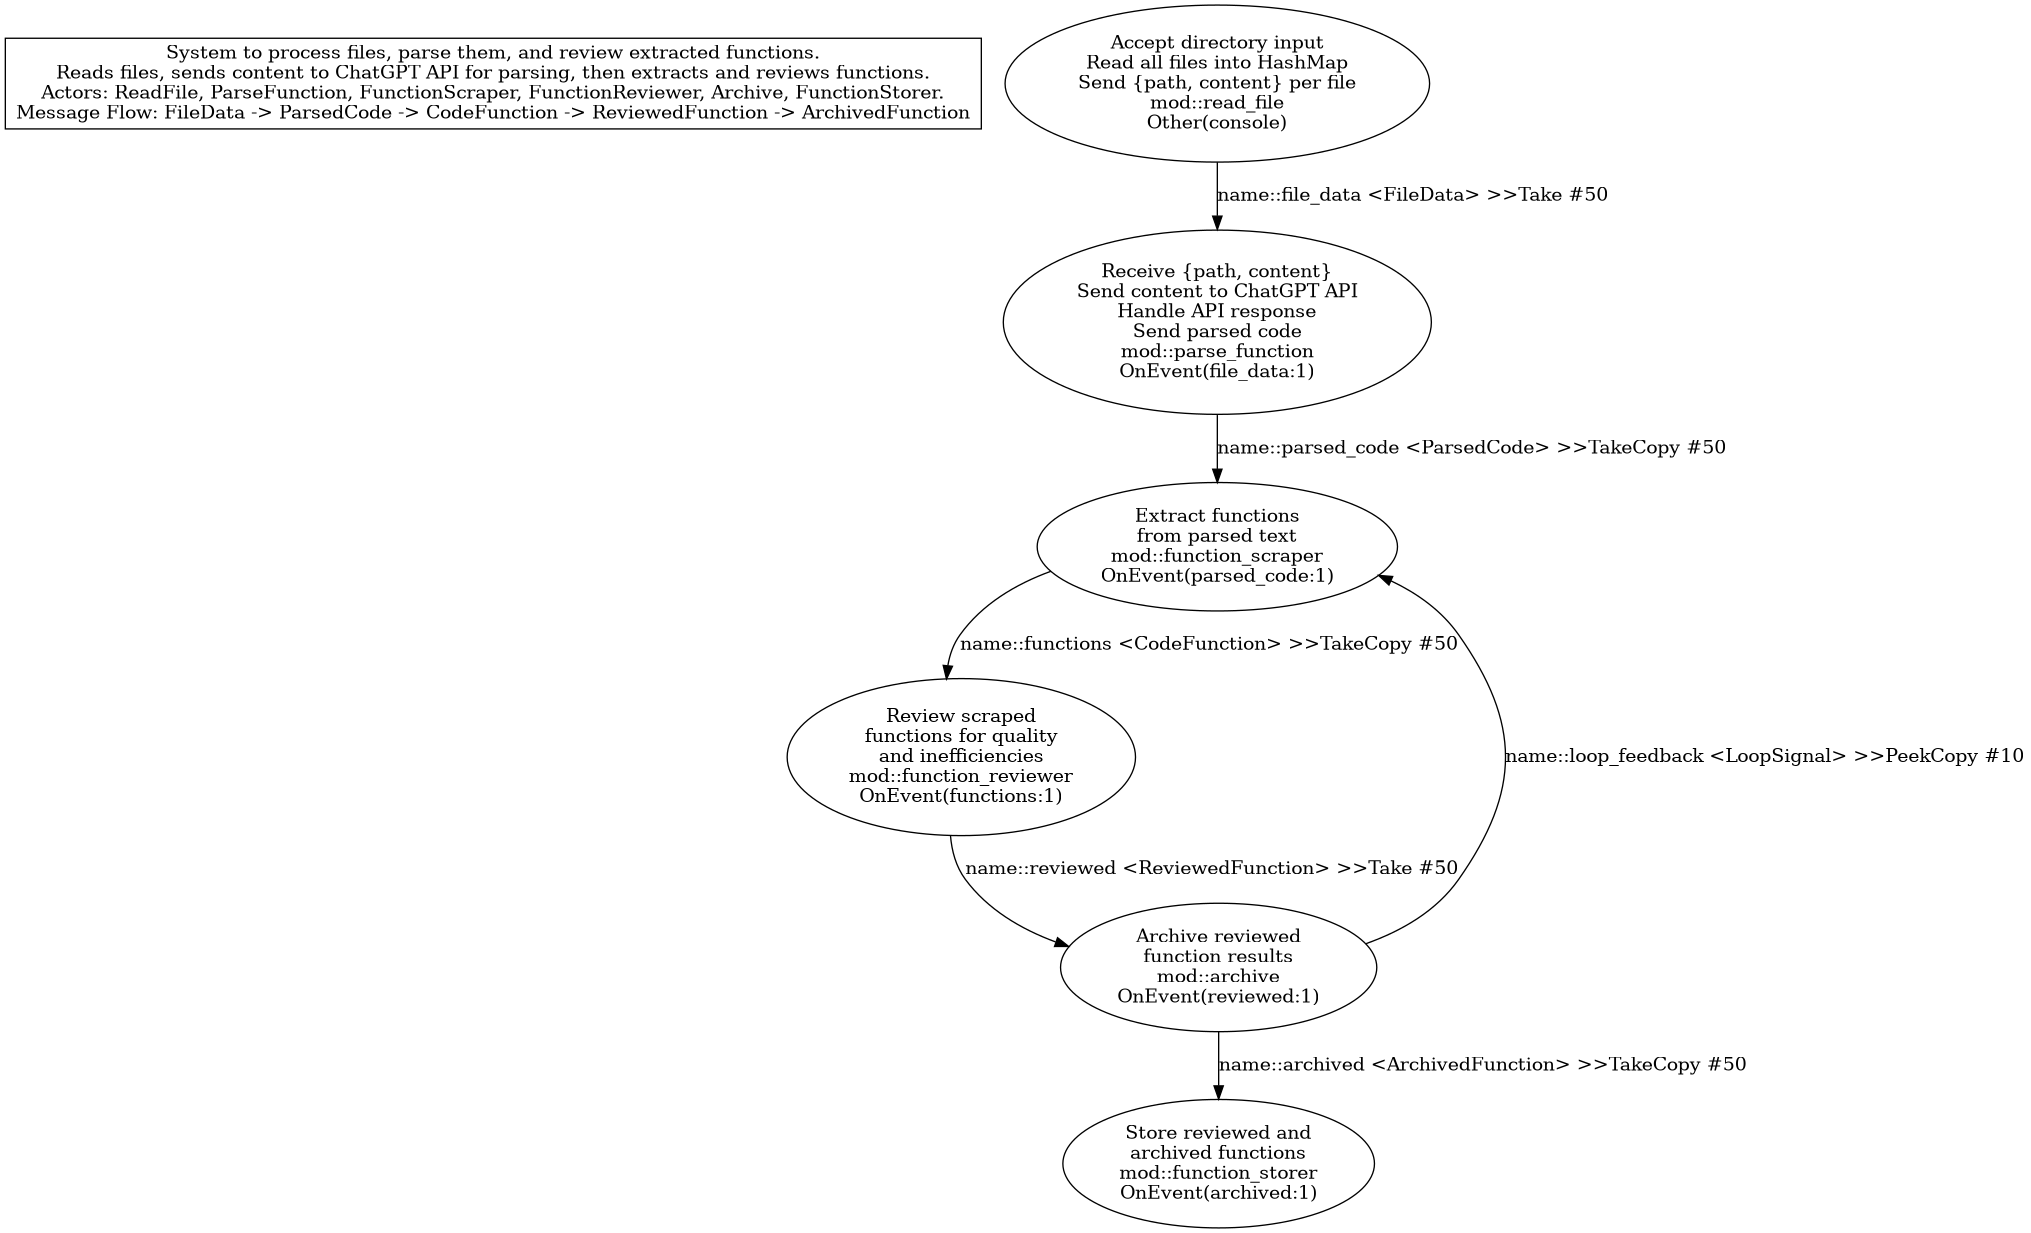 System to process files, parse them, and review extracted functions.
Reads files, sends content to ChatGPT API for parsing, then extracts and reviews functions.
Actors: ReadFile, ParseFunction, FunctionScraper, FunctionReviewer, Archive, FunctionStorer.
Message Flow: FileData -> ParsedCode -> CodeFunction -> ReviewedFunction -> ArchivedFunction
Accept directory input
Read all files into HashMap
Send {path, content} per file
mod::read_file
Other(console)
name::file_data <FileData> >>Take #50
Receive {path, content}
Send content to ChatGPT API
Handle API response
Send parsed code
mod::parse_function
OnEvent(file_data:1)
name::parsed_code <ParsedCode> >>TakeCopy #50
Extract functions
from parsed text
mod::function_scraper
OnEvent(parsed_code:1)
name::functions <CodeFunction> >>TakeCopy #50
Review scraped
functions for quality
and inefficiencies
mod::function_reviewer
OnEvent(functions:1)
name::loop_feedback <LoopSignal> >>PeekCopy #10
name::reviewed <ReviewedFunction> >>Take #50
Archive reviewed
function results
mod::archive
OnEvent(reviewed:1)
name::archived <ArchivedFunction> >>TakeCopy #50
Store reviewed and
archived functions
mod::function_storer
OnEvent(archived:1)